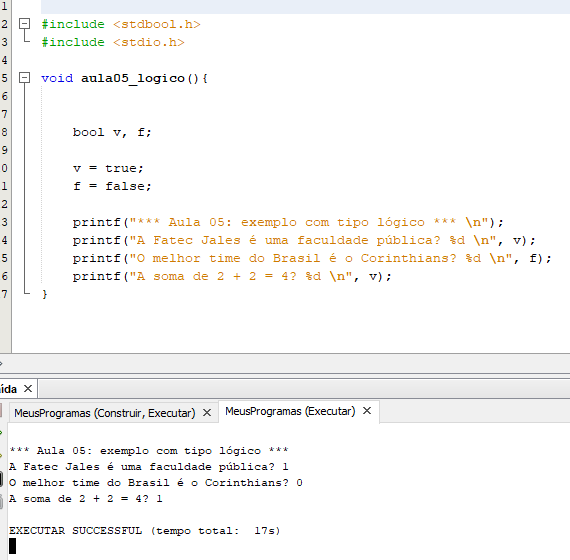 1
2 #include <stdbool.h>
3 #include <stdio.h>
4
5 void aula05_logico(){
6
7
8 bool v, f;
9
0 v = true;
1 f = false;
2
3 printf("*** Aula 05: exemplo com tipo lógico *** \n");
4 printf("A Fatec Jales é uma faculdade pública? %d \n", v);
5 printf("O melhor time do Brasil é o Corinthians? %d \n", f);
6 printf("A soma de 2 + 2 = 4? %d \n", v);
7 }
ída
MeusProgramas (Construir, Executar) MeusProgramas (Executar)
*** Aula 05: exemplo com tipo lógico ***
A Fatec Jales é uma faculdade pública? 1
O melhor time do Brasil é o Corinthians? 0
A soma de 2 + 2 = 4? 1
EXECUTAR SUCCESSFUL (tempo total:  17s)